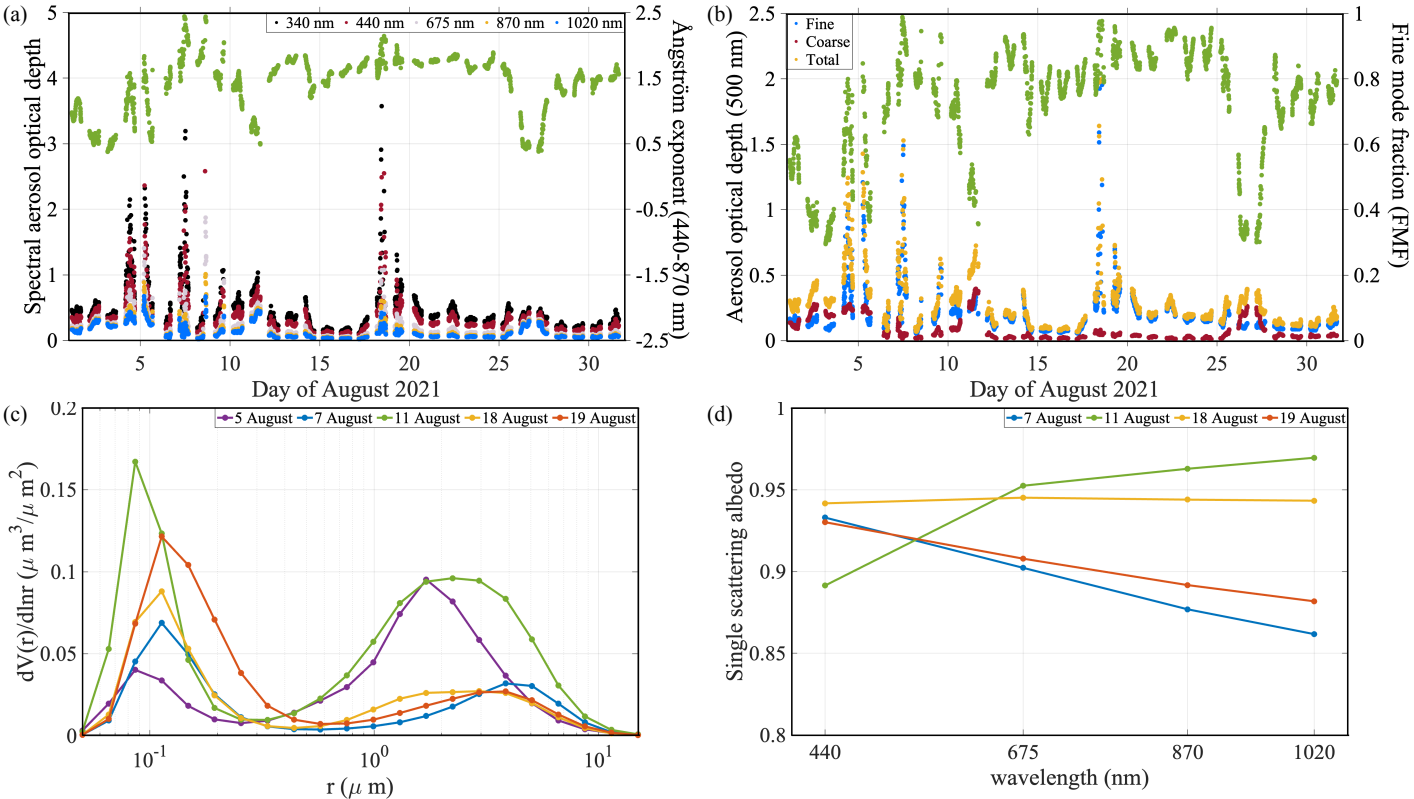 (a)
340 nm 440 nm 675 nm 870 nm 1020 nm
5
4
3
2
1
0
2.5
1.5
0.5
-0.5
-1.5
-2.5
Spectral aerosol optical depth
Ångström exponent (440-870 nm)
5 10 15 20 25 30
Day of August 2021
(b)
Fine
Coarse
Total
2.5
2
1.5
1
0.5
0
1
0.8
0.6
0.4
0.2
0
Aerosol optical depth (500 nm)
Fine mode fraction (FMF)
5 10 15 20 25 30
Day of August 2021
(c)
5 August 7 August 11 August 18 August 19 August
0.2
0.15
0.1
0.05
0
dV(r)/dlnr (μ m³/μ m²)
10⁻¹ 10⁰ 10¹
r (μ m)
(d)
7 August 11 August 18 August 19 August
1
0.95
0.9
0.85
0.8
Single scattering albedo
440 675 870 1020
wavelength (nm)